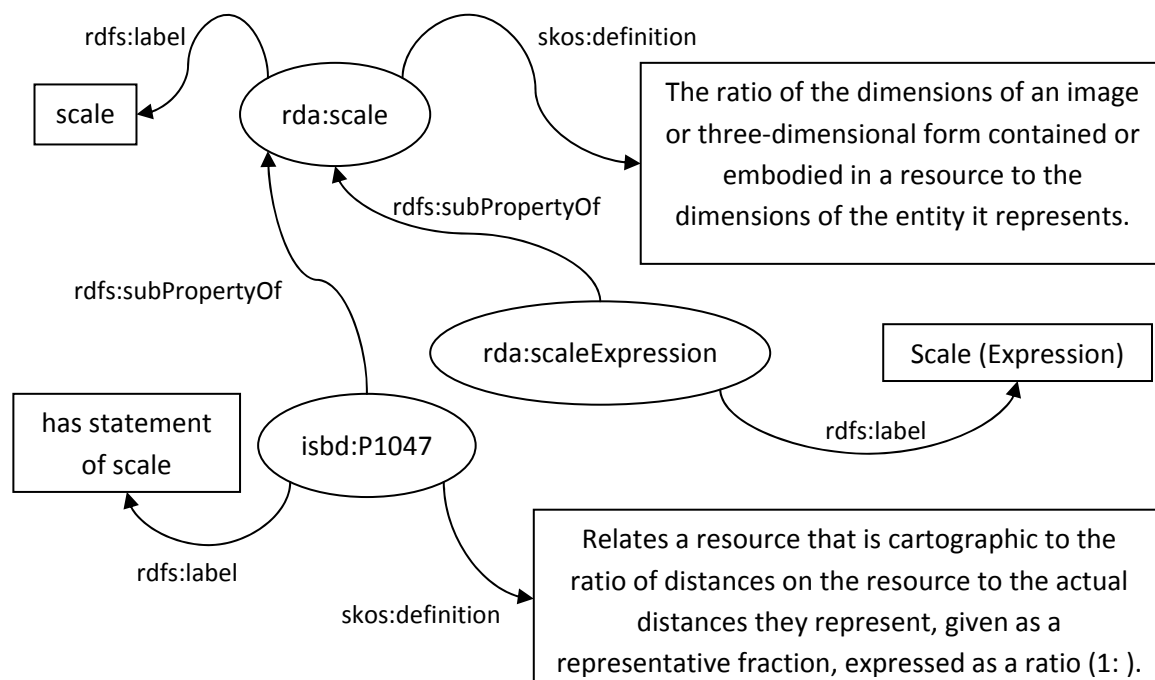 rdfs:label
skos:definition
scale
rda:scale
The ratio of the dimensions of an image
or three-dimensional form contained or
embodied in a resource to the
dimensions of the entity it represents.
rdfs:subPropertyOf
rdfs:subPropertyOf
rda:scaleExpression
Scale (Expression)
has statement
of scale
isbd:P1047
rdfs:label
rdfs:label
skos:definition
Relates a resource that is cartographic to the
ratio of distances on the resource to the actual
distances they represent, given as a
representative fraction, expressed as a ratio (1: ).